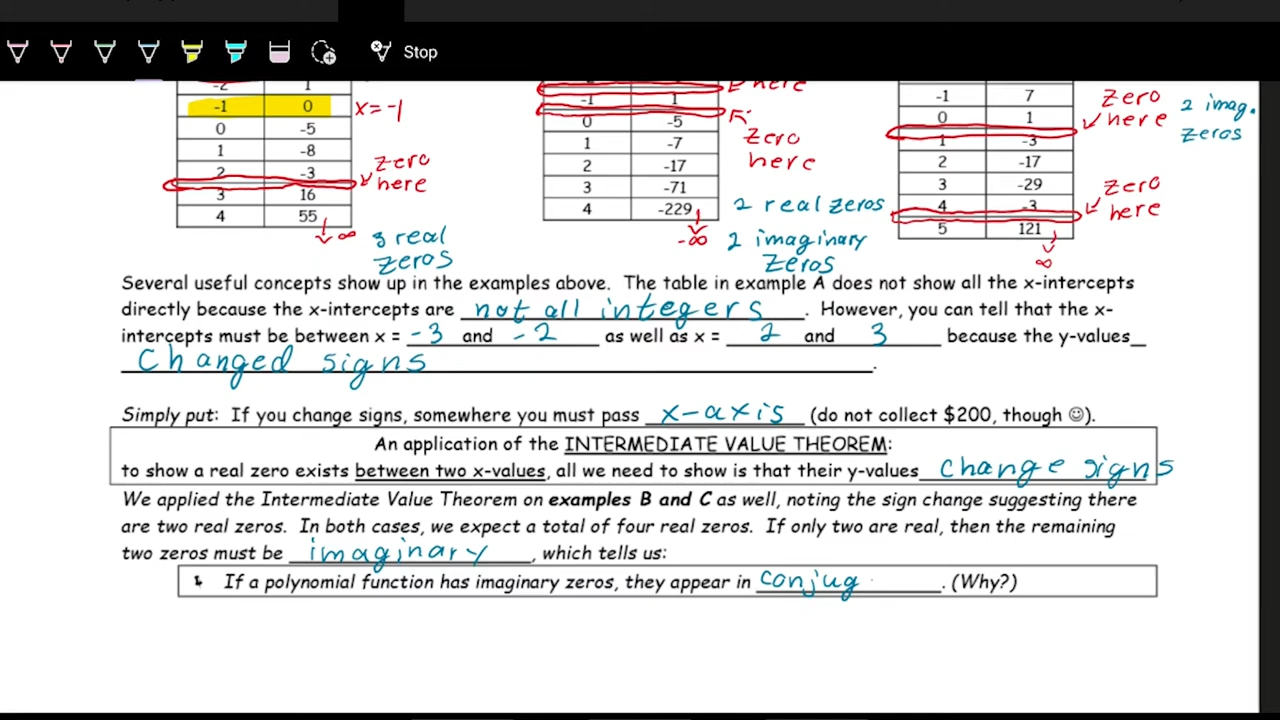 Stop
-2 1
-1 0 x = -1
0 -5
1 -8
2 -3
3 16
4 55
zero
here
∞
3 real
zeros
-1 1
0 -5
1 -7
2 -17
3 -71
4 -229
here
zero
here
-∞
2 real zeros
2 imaginary
zeros
-1 7
0 1
1 -3
2 -17
3 -29
4 -3
5 121
zero
here
2 imag.
zeros
zero
here
∞
Several useful concepts show up in the examples above. The table in example A does not show all the x-intercepts
directly because the x-intercepts are not all integers. However, you can tell that the x-
intercepts must be between x = -3 and -2 as well as x = 2 and 3 because the y-values
changed signs.
Simply put: If you change signs, somewhere you must pass x-axis (do not collect $200, though ☺).
An application of the INTERMEDIATE VALUE THEOREM:
to show a real zero exists between two x-values, all we need to show is that their y-values change signs
We applied the Intermediate Value Theorem on examples B and C as well, noting the sign change suggesting there
are two real zeros. In both cases, we expect a total of four real zeros. If only two are real, then the remaining
two zeros must be imaginary, which tells us:
If a polynomial function has imaginary zeros, they appear in conjug. (Why?)